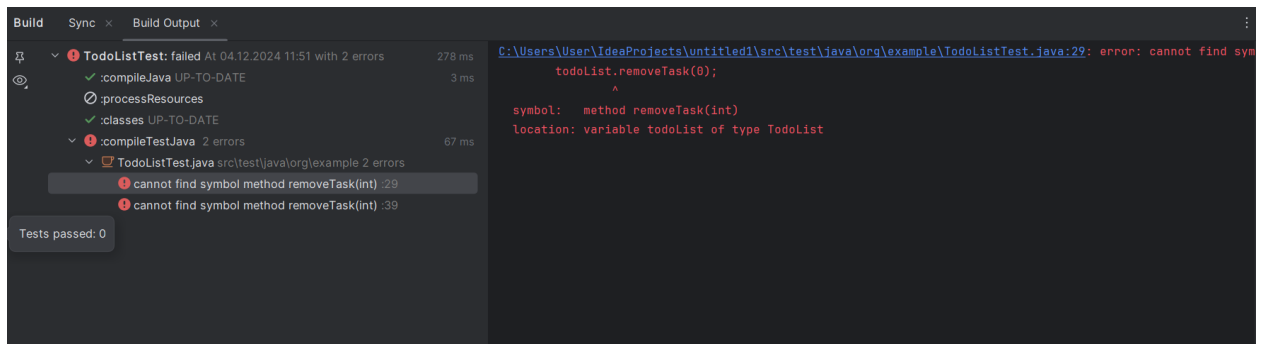 Build Sync Build Output
TodoListTest: failed At 04.12.2024 11:51 with 2 errors 278 ms
:compileJava UP-TO-DATE 3 ms
:processResources
:classes UP-TO-DATE
:compileTestJava 2 errors 67 ms
TodoListTest.java src\test\java\org\example 2 errors
cannot find symbol method removeTask(int) :29
cannot find symbol method removeTask(int) :39
Tests passed: 0
C:\Users\User\IdeaProjects\untitled1\src\test\java\org\example\TodoListTest.java:29: error: cannot find sym
todoList.removeTask(0);
^
symbol: method removeTask(int)
location: variable todoList of type TodoList